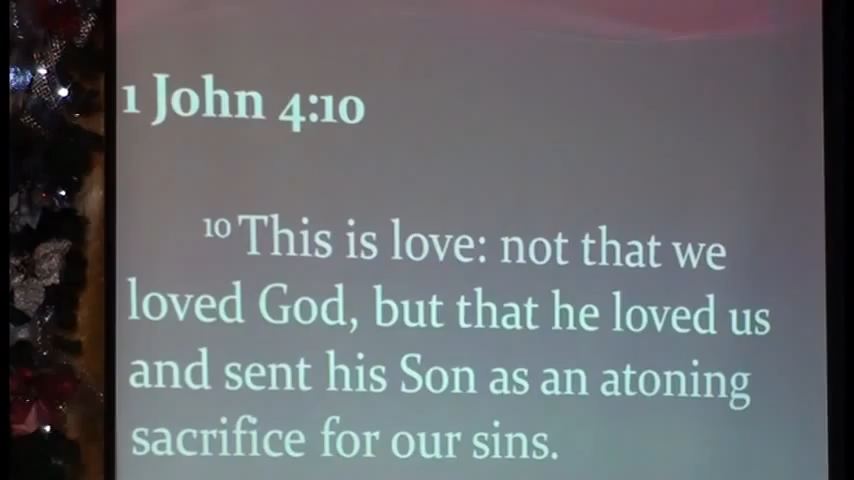 1 John 4:10
10 This is love: not that we
loved God, but that he loved us
and sent his Son as an atoning
sacrifice for our sins.